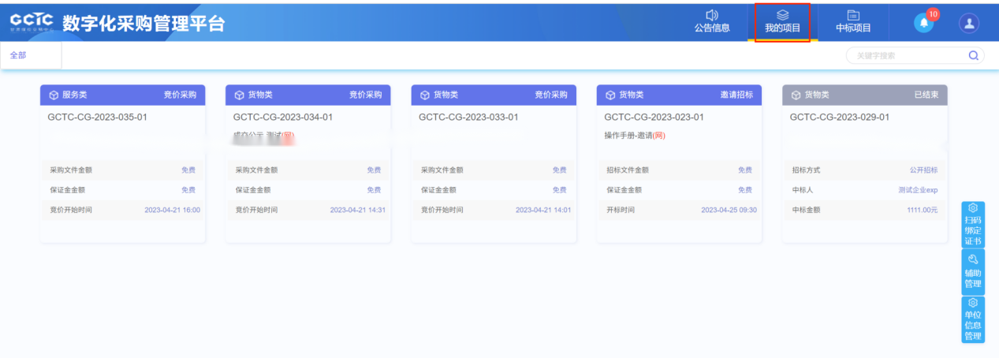 GCTC 数字化采购管理平台
公告信息
我的项目
中标项目
10
全部
关键字搜索
服务类 竞价采购
GCTC-CG-2023-035-01
采购文件金额 免费
保证金金额 免费
竞价开始时间 2023-04-21 16:00
货物类 竞价采购
GCTC-CG-2023-034-01
成交公示 测试(网)
采购文件金额 免费
保证金金额 免费
竞价开始时间 2023-04-21 14:31
货物类 竞价采购
GCTC-CG-2023-033-01
采购文件金额 免费
保证金金额 免费
竞价开始时间 2023-04-21 14:01
货物类 邀请招标
GCTC-CG-2023-023-01
操作手册-邀请(网)
招标文件金额 免费
保证金金额 免费
开标时间 2023-04-25 09:30
货物类 已结束
GCTC-CG-2023-029-01
招标方式 公开招标
中标人 测试企业exp
中标金额 1111.00元
扫码
绑定
证书
辅助
管理
单位
信息
管理